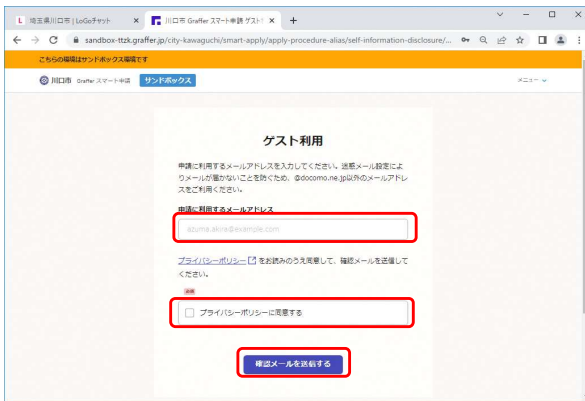 埼玉県川口市 | LoGoチャット
川口市 Graffer スマート申請 ゲスト
sandbox-ttzk.graffer.jp/city-kawaguchi/smart-apply/apply-procedure-alias/self-information-disclosure/...
こちらの環境はサンドボックス環境です
川口市 Graffer スマート申請 サンドボックス
メニュー
ゲスト利用
申請に利用するメールアドレスを入力してください。迷惑メール設定によ
りメールが届かないことを防ぐため、@docomo.ne.jp以外のメールアドレ
スをご利用ください。
申請に利用するメールアドレス
azuma.akira@example.com
プライバシーポリシー をお読みのうえ同意して、確認メールを送信して
ください。
必須
プライバシーポリシーに同意する
確認メールを送信する